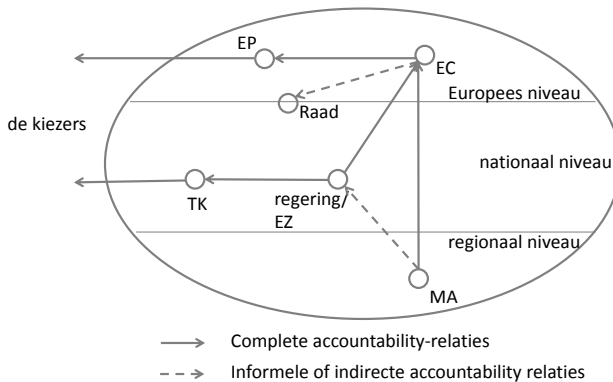 EP
EC
Raad
Europees niveau
de kiezers
nationaal niveau
TK
regering/
EZ
regionaal niveau
MA
Complete accountability-relaties
Informele of indirecte accountability relaties